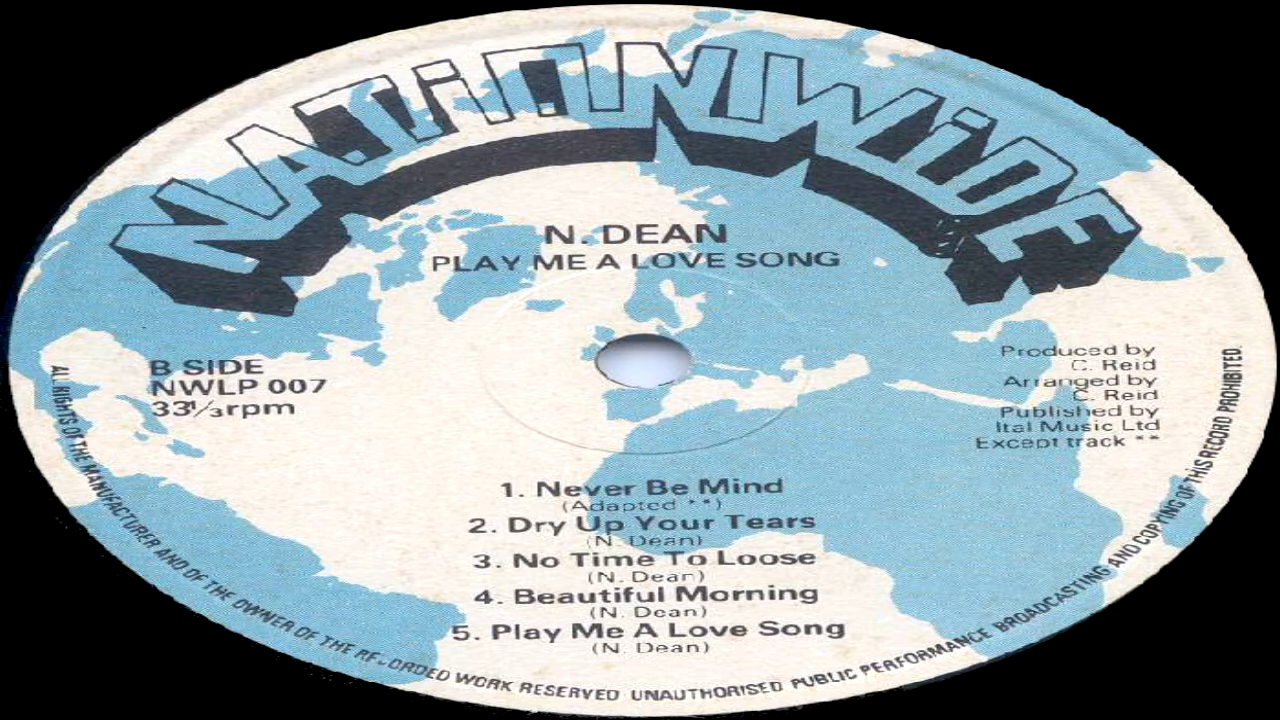 NATIONWIDE
N. DEAN
PLAY ME A LOVE SONG
B SIDE
NWLP 007
33⅓rpm
Produced by
C. Reid
Arranged by
C. Reid
Published by
Ital Music Ltd
Except track **
1. Never Be Mind
(Adapted **)
2. Dry Up Your Tears
(N. Dean)
3. No Time To Loose
(N. Dean)
4. Beautiful Morning
(N. Dean)
5. Play Me A Love Song
(N. Dean)
ALL RIGHTS OF THE MANUFACTURER AND OF THE OWNER OF THE RECORDED WORK RESERVED UNAUTHORISED PUBLIC PERFORMANCE BROADCASTING AND COPYING OF THIS RECORD PROHIBITED.